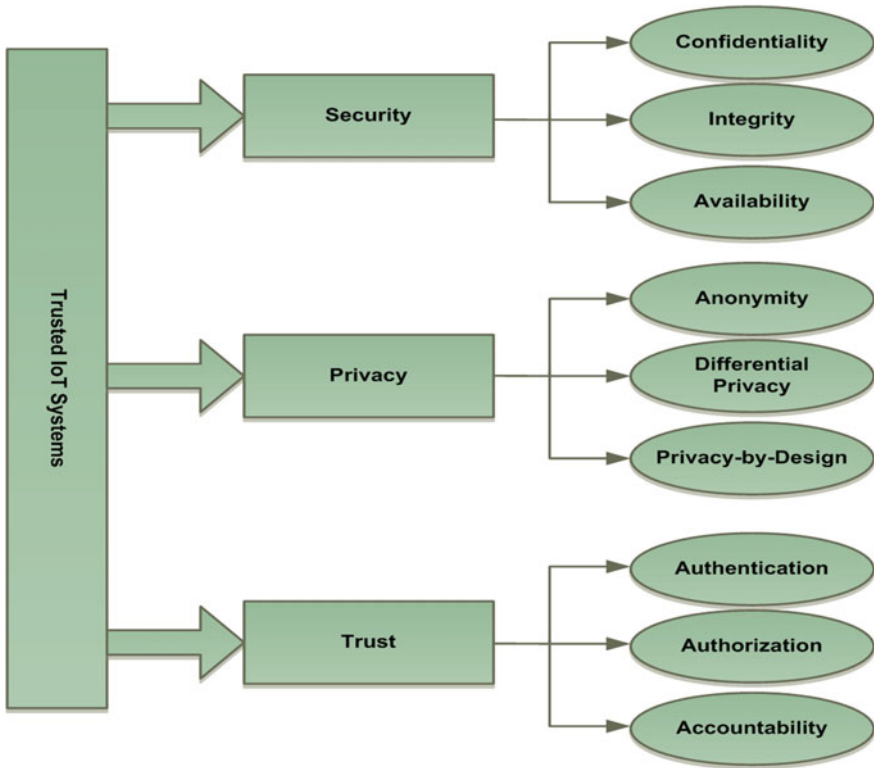 Trusted IoT Systems
Security
Confidentiality
Integrity
Availability
Privacy
Anonymity
Differential
Privacy
Privacy-by-Design
Trust
Authentication
Authorization
Accountability